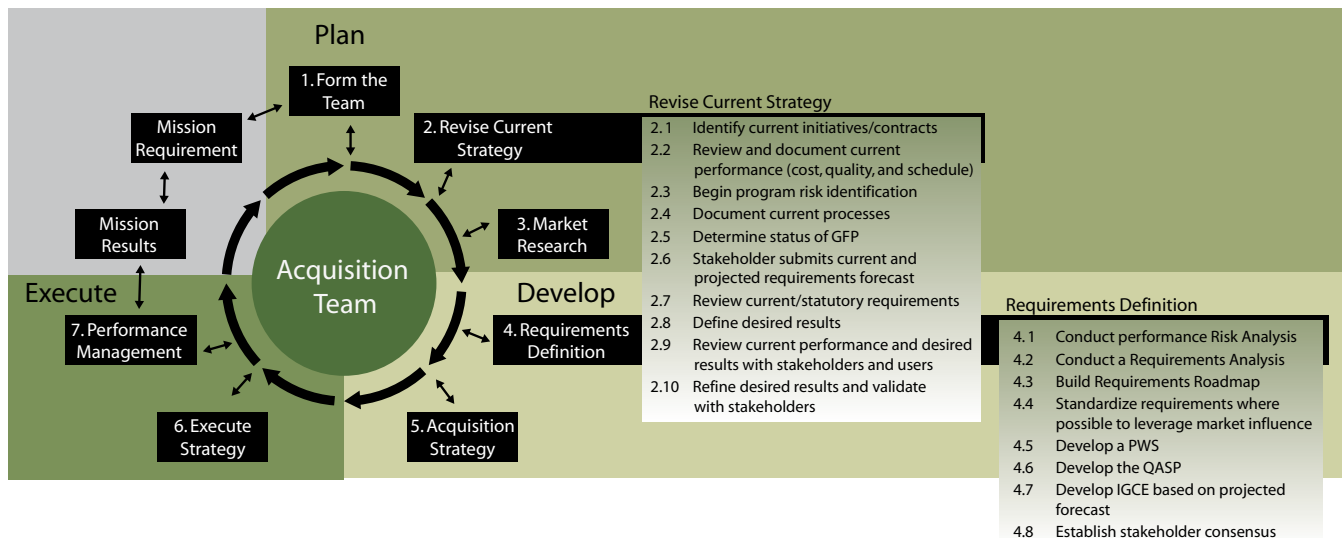 Plan
1. Form the
Team
Mission
Requirement
2. Revise Current
Strategy
Mission
Results
3. Market
Research
Acquisition
Team
Execute
Develop
7. Performance
Management
4. Requirements
Definition
6. Execute
Strategy
5. Acquisition
Strategy
Revise Current Strategy
2.1 Identify current initiatives/contracts
2.2 Review and document current
performance (cost, quality, and schedule)
2.3 Begin program risk identification
2.4 Document current processes
2.5 Determine status of GFP
2.6 Stakeholder submits current and
projected requirements forecast
2.7 Review current/statutory requirements
2.8 Define desired results
2.9 Review current performance and desired
results with stakeholders and users
2.10 Refine desired results and validate
with stakeholders
Requirements Definition
4.1 Conduct performance Risk Analysis
4.2 Conduct a Requirements Analysis
4.3 Build Requirements Roadmap
4.4 Standardize requirements where
possible to leverage market influence
4.5 Develop a PWS
4.6 Develop the QASP
4.7 Develop IGCE based on projected
forecast
4.8 Establish stakeholder consensus